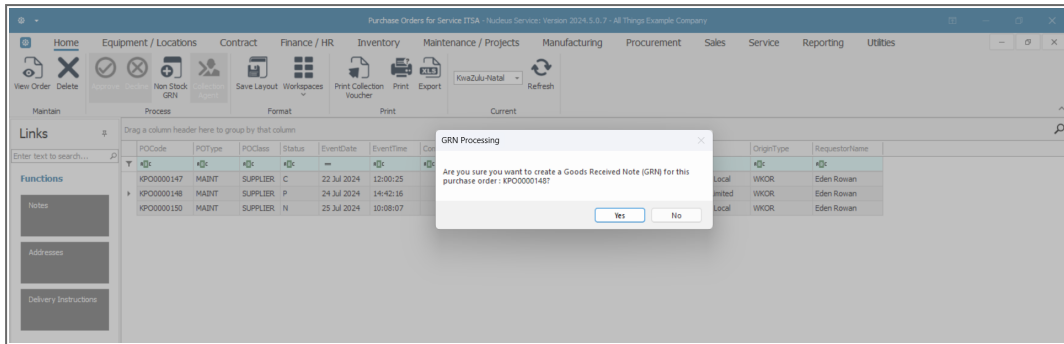 Purchase Orders for Service ITSA - Nucleus Service: Version 2024.5.0.7 - All Things Example Company
Home Equipment / Locations Contract Finance / HR Inventory Maintenance / Projects Manufacturing Procurement Sales Service Reporting Utilities
View Order Delete Approve Decline Non Stock GRN Collection Agent Save Layout Workspaces Print Collection Voucher Print Export KwaZulu-Natal Refresh
Maintain Process Format Print Current
Links
Drag a column header here to group by that column
Enter text to search...
POCode POType POClass Status EventDate EventTime OriginType RequestorName
Functions
KPO0000147 MAINT SUPPLIER C 22 Jul 2024 12:00:25 Local WKOR Eden Rowan
KPO0000148 MAINT SUPPLIER P 24 Jul 2024 14:42:16 WKOR Eden Rowan
KPO0000150 MAINT SUPPLIER N 25 Jul 2024 10:08:07 Local WKOR Eden Rowan
Notes
Addresses
Delivery Instructions
GRN Processing
Are you sure you want to create a Goods Received Note (GRN) for this
purchase order : KPO0000148?
Yes No